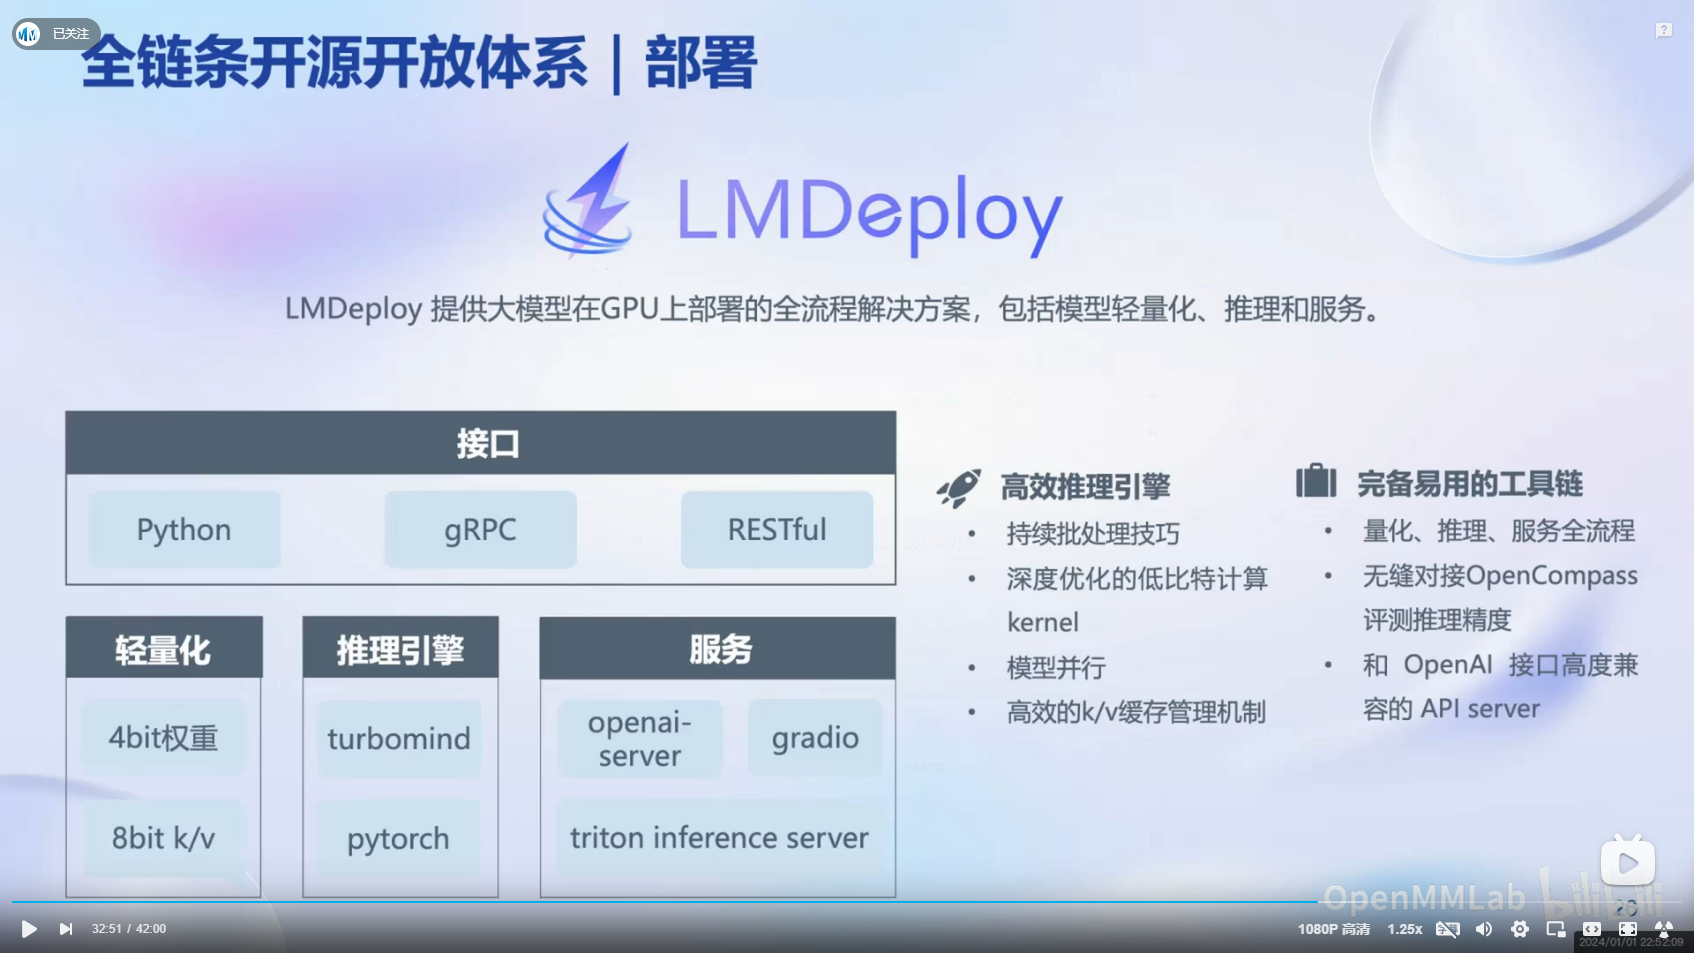 已关注
全链条开源开放体系｜部署
LMDeploy
LMDeploy 提供大模型在GPU上部署的全流程解决方案，包括模型轻量化、推理和服务。
接口
Python
gRPC
RESTful
轻量化
4bit权重
8bit k/v
推理引擎
turbomind
pytorch
服务
openai-
server
gradio
triton inference server
高效推理引擎
• 持续批处理技巧
• 深度优化的低比特计算
kernel
• 模型并行
• 高效的k/v缓存管理机制
完备易用的工具链
• 量化、推理、服务全流程
• 无缝对接OpenCompass
评测推理精度
• 和 OpenAI 接口高度兼
容的 API server
OpenMMLab bilibili
26
32:51 / 42:00
1080P 高清
1.25x
2024/01/01 22:52:09